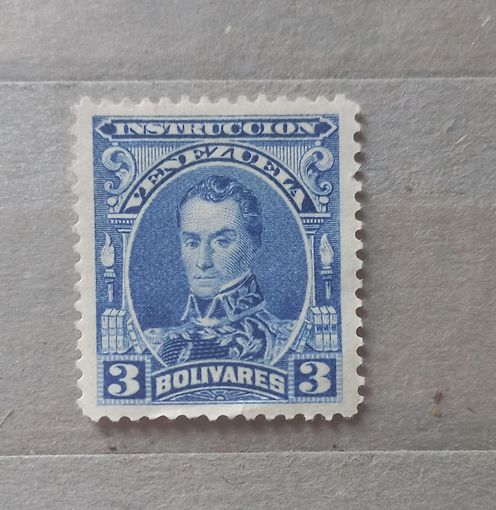 INSTRUCCION
VENEZUELA
3 BOLIVARES 3